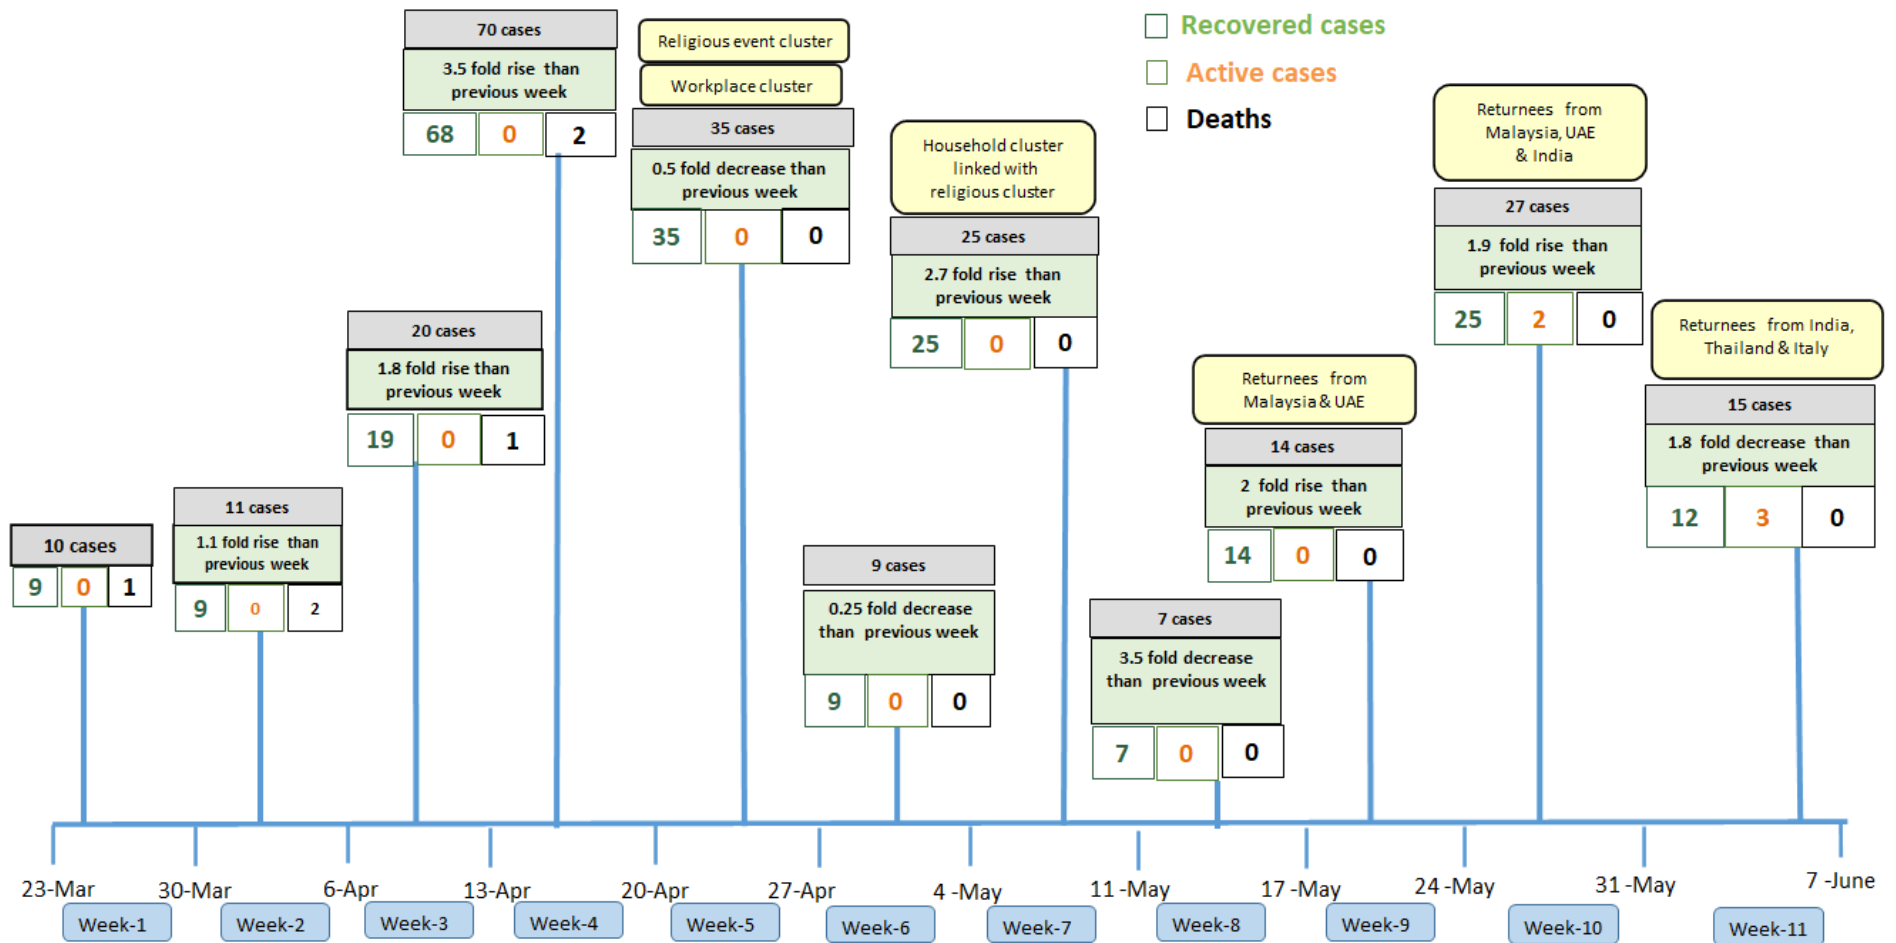 Recovered cases
Active cases
Deaths
10 cases
9 0 1
11 cases
1.1 fold rise than
previous week
9 0 2
20 cases
1.8 fold rise than
previous week
19 0 1
70 cases
3.5 fold rise than
previous week
68 0 2
Religious event cluster
Workplace cluster
35 cases
0.5 fold decrease than
previous week
35 0 0
9 cases
0.25 fold decrease
than previous week
9 0 0
Household cluster
linked with
religious cluster
25 cases
2.7 fold rise than
previous week
25 0 0
7 cases
3.5 fold decrease
than previous week
7 0 0
Returnees from
Malaysia & UAE
14 cases
2 fold rise than
previous week
14 0 0
Returnees from
Malaysia, UAE
& India
27 cases
1.9 fold rise than
previous week
25 2 0
Returnees from India,
Thailand & Italy
15 cases
1.8 fold decrease than
previous week
12 3 0
23-Mar 30-Mar 6-Apr 13-Apr 20-Apr 27-Apr 4 -May 11 -May 17 -May 24 -May 31 -May 7 -June
Week-1 Week-2 Week-3 Week-4 Week-5 Week-6 Week-7 Week-8 Week-9 Week-10 Week-11